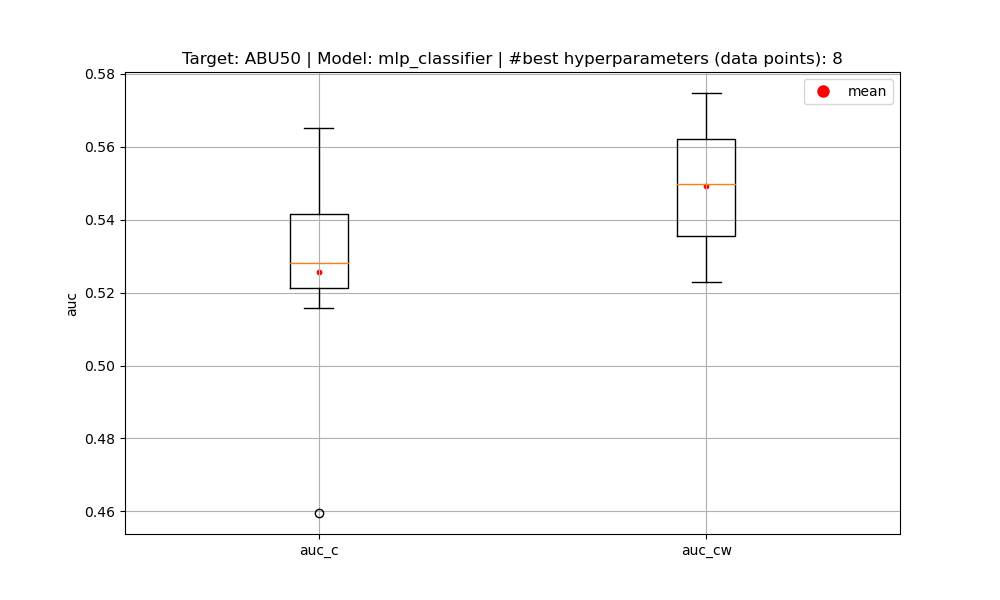 Target: ABU50 | Model: mlp_classifier | #best hyperparameters (data points): 8
mean
0.58
0.56
0.54
0.52
0.50
0.48
0.46
auc
auc_c
auc_cw